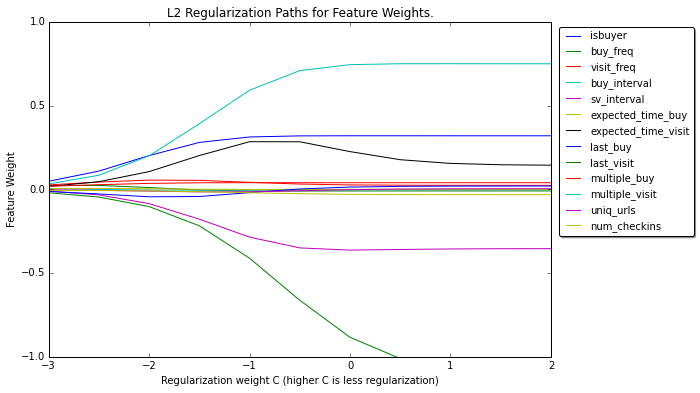 L2 Regularization Paths for Feature Weights.
1.0
0.5
0.0
−0.5
−1.0
Feature Weight
−3
−2
−1
0
1
2
Regularization weight C (higher C is less regularization)
isbuyer
buy_freq
visit_freq
buy_interval
sv_interval
expected_time_buy
expected_time_visit
last_buy
last_visit
multiple_buy
multiple_visit
uniq_urls
num_checkins